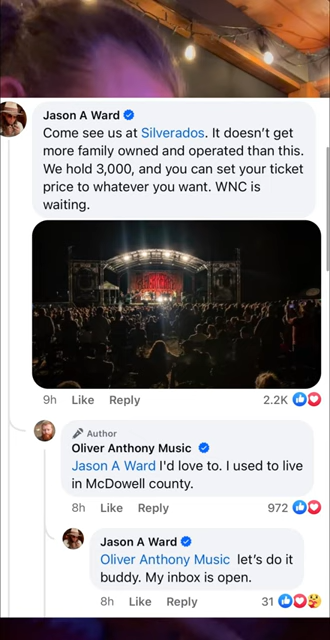 Jason A Ward
Come see us at Silverados. It doesn't get
more family owned and operated than this.
We hold 3,000, and you can set your ticket
price to whatever you want. WNC is
waiting.
9h Like Reply 2.2K
Author
Oliver Anthony Music
Jason A Ward I'd love to. I used to live
in McDowell county.
8h Like Reply 972
Jason A Ward
Oliver Anthony Music let's do it
buddy. My inbox is open.
8h Like Reply 31